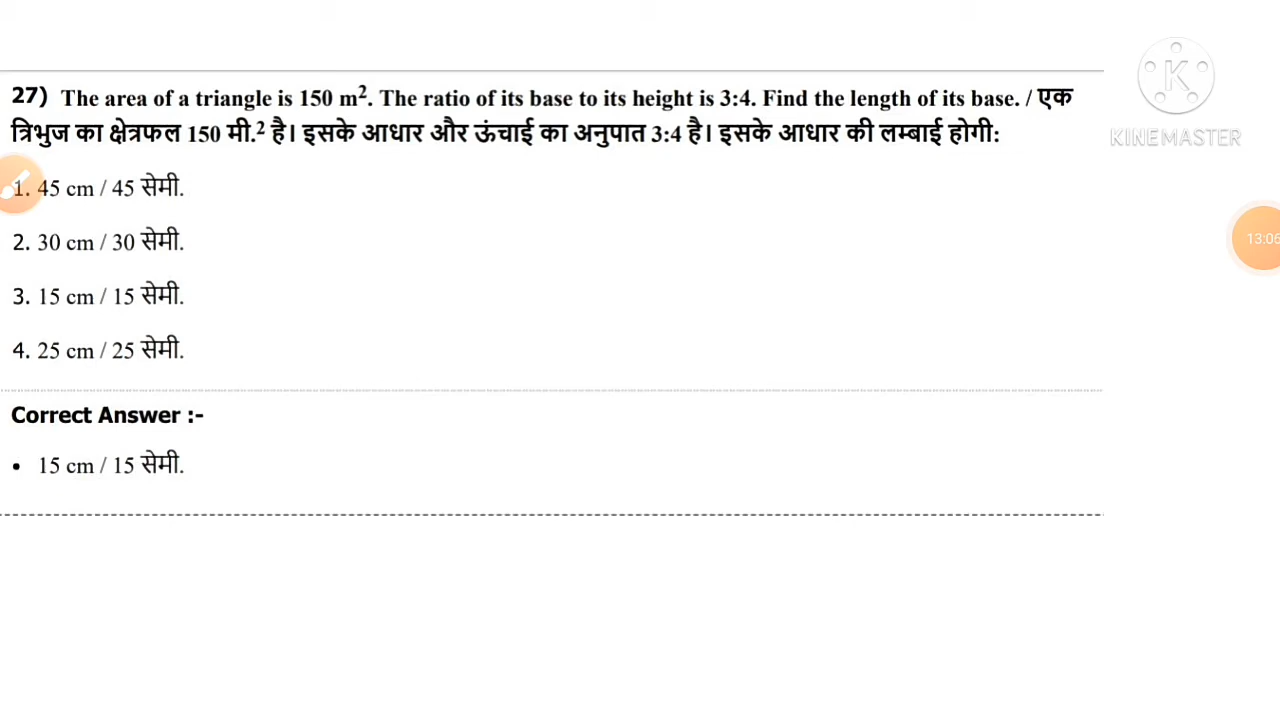 27) The area of a triangle is 150 m². The ratio of its base to its height is 3:4. Find the length of its base. / एक
त्रिभुज का क्षेत्रफल 150 मी.² है। इसके आधार और ऊंचाई का अनुपात 3:4 है। इसके आधार की लम्बाई होगी:
1. 45 cm / 45 सेमी.
2. 30 cm / 30 सेमी.
3. 15 cm / 15 सेमी.
4. 25 cm / 25 सेमी.
Correct Answer :-
• 15 cm / 15 सेमी.
K
KINEMASTER
13:06